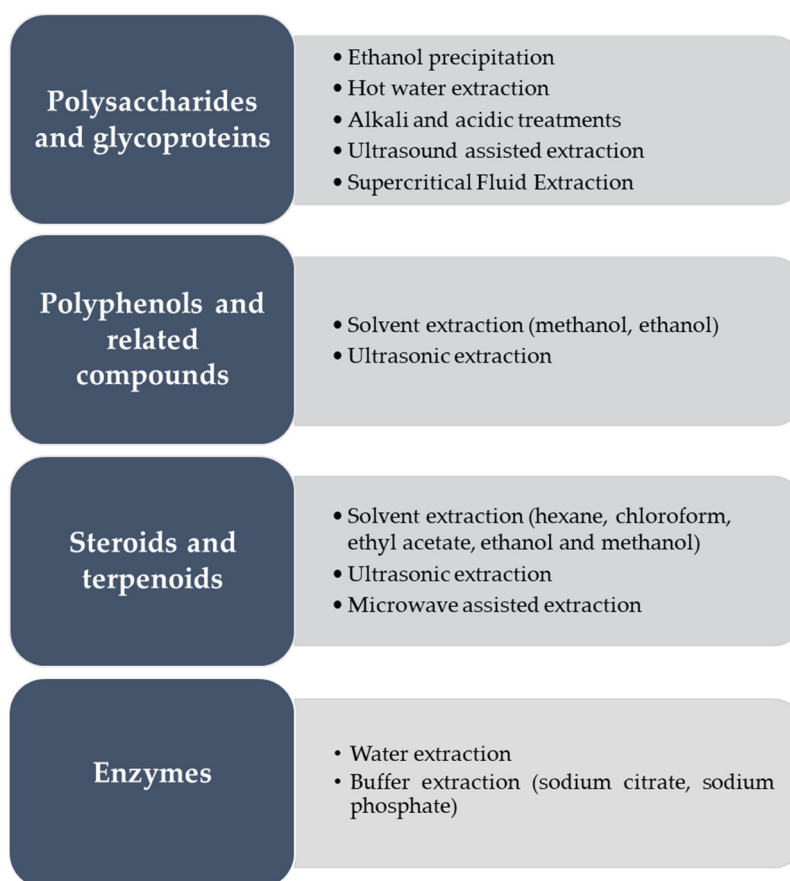 Polysaccharides
and glycoproteins
• Ethanol precipitation
• Hot water extraction
• Alkali and acidic treatments
• Ultrasound assisted extraction
• Supercritical Fluid Extraction
Polyphenols and
related
compounds
• Solvent extraction (methanol, ethanol)
• Ultrasonic extraction
Steroids and
terpenoids
• Solvent extraction (hexane, chloroform,
ethyl acetate, ethanol and methanol)
• Ultrasonic extraction
• Microwave assisted extraction
Enzymes
• Water extraction
• Buffer extraction (sodium citrate, sodium
phosphate)